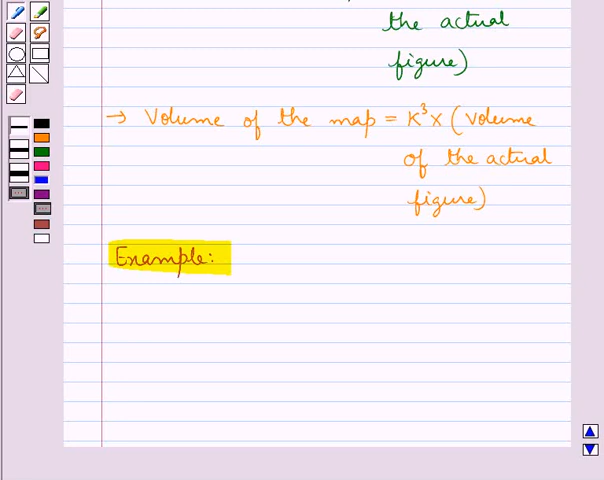 the actual
figure)
→ Volume of the map = K³ x (Volume
of the actual
figure)
Example: